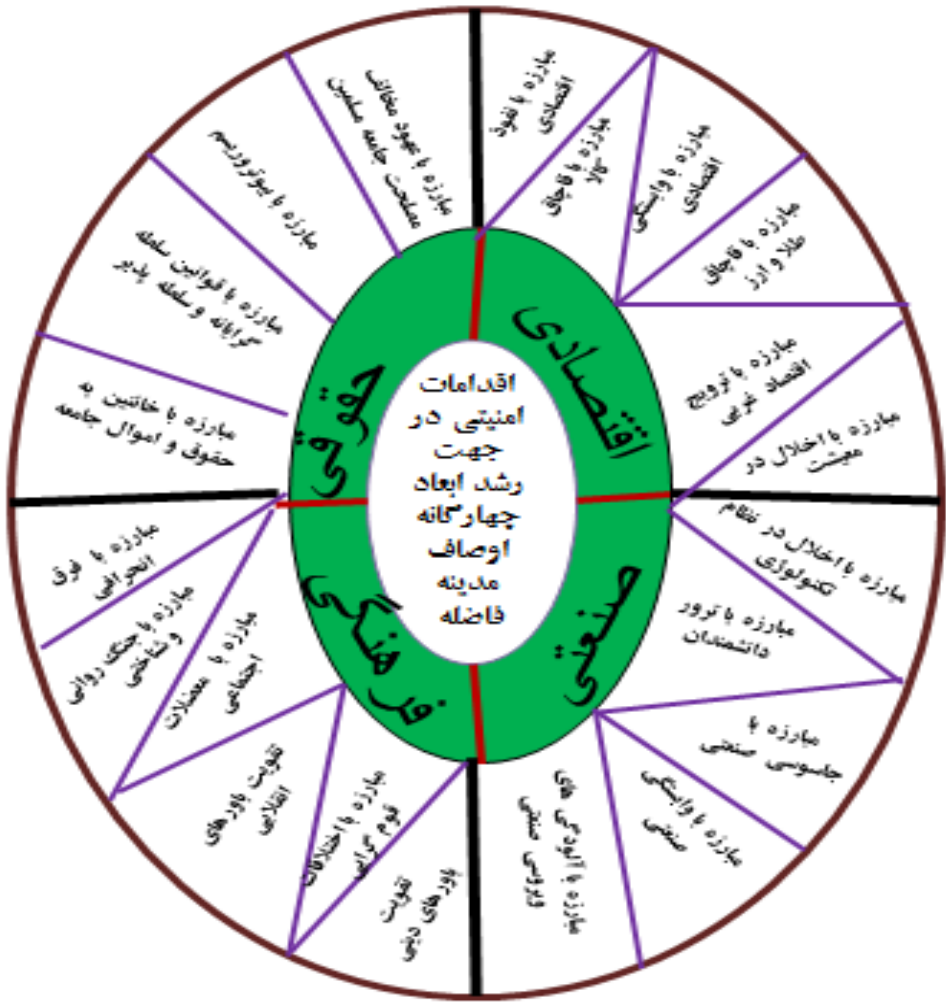 اقدامات
امنیتی در
جهت
رشد ابعاد
چهارگانه
اوصاف
مدینه
فاضله
اقتصادی
مبارزه با نفوذ
اقتصادی
مبارزه با قاچاق
کالا
مبارزه با وابستگی
اقتصادی
مبارزه با قاچاق
طلا و ارز
مبارزه با ترویج
اقتصاد غربی
مبارزه با اخلال در
معیشت
صنعتی
مبارزه با اخلال در نظام
تکنولوژی
مبارزه با ترور
دانشمندان
مبارزه با
جاسوسی صنعتی
مبارزه با وابستگی
صنعتی
مبارزه با آلودگی های
ویروسی صنعتی
فرهنگی
تقویت
باورهای دینی
مبارزه با اختلافات
قوم گرایی
تقویت باورهای
انقلابی
مبارزه با معضلات
اجتماعی
مبارزه با جنگ روانی
و شناختی
مبارزه با فرق
انحرافی
حقوقی
مبارزه با خائنین به
حقوق و اموال جامعه
مبارزه با قوانین سلطه
گرایانه و سلطه پذیر
مبارزه با بیوتروریسم
مبارزه با عهود مخالف
مصلحت جامعه مسلمین